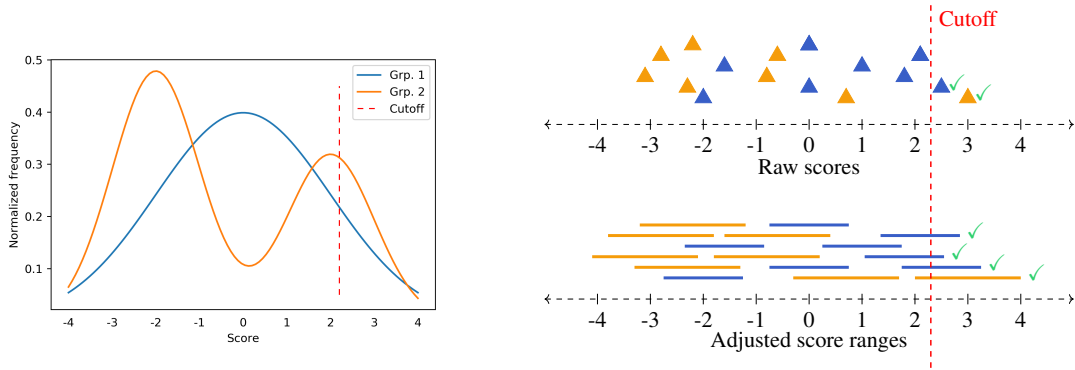 0.5
0.4
0.3
0.2
0.1
Normalized frequency
-4 -3 -2 -1 0 1 2 3 4
Score
Grp. 1
Grp. 2
Cutoff
Cutoff
-4 -3 -2 -1 0 1 2 3 4
Raw scores
-4 -3 -2 -1 0 1 2 3 4
Adjusted score ranges